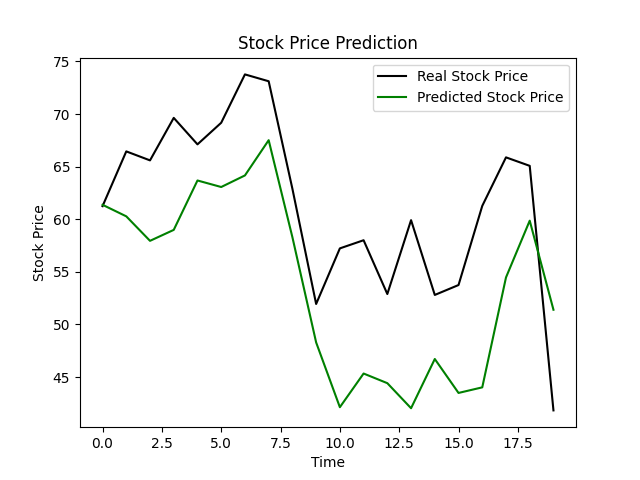 Stock Price Prediction
Real Stock Price
Predicted Stock Price
75
70
65
60
55
50
45
Stock Price
0.0 2.5 5.0 7.5 10.0 12.5 15.0 17.5
Time